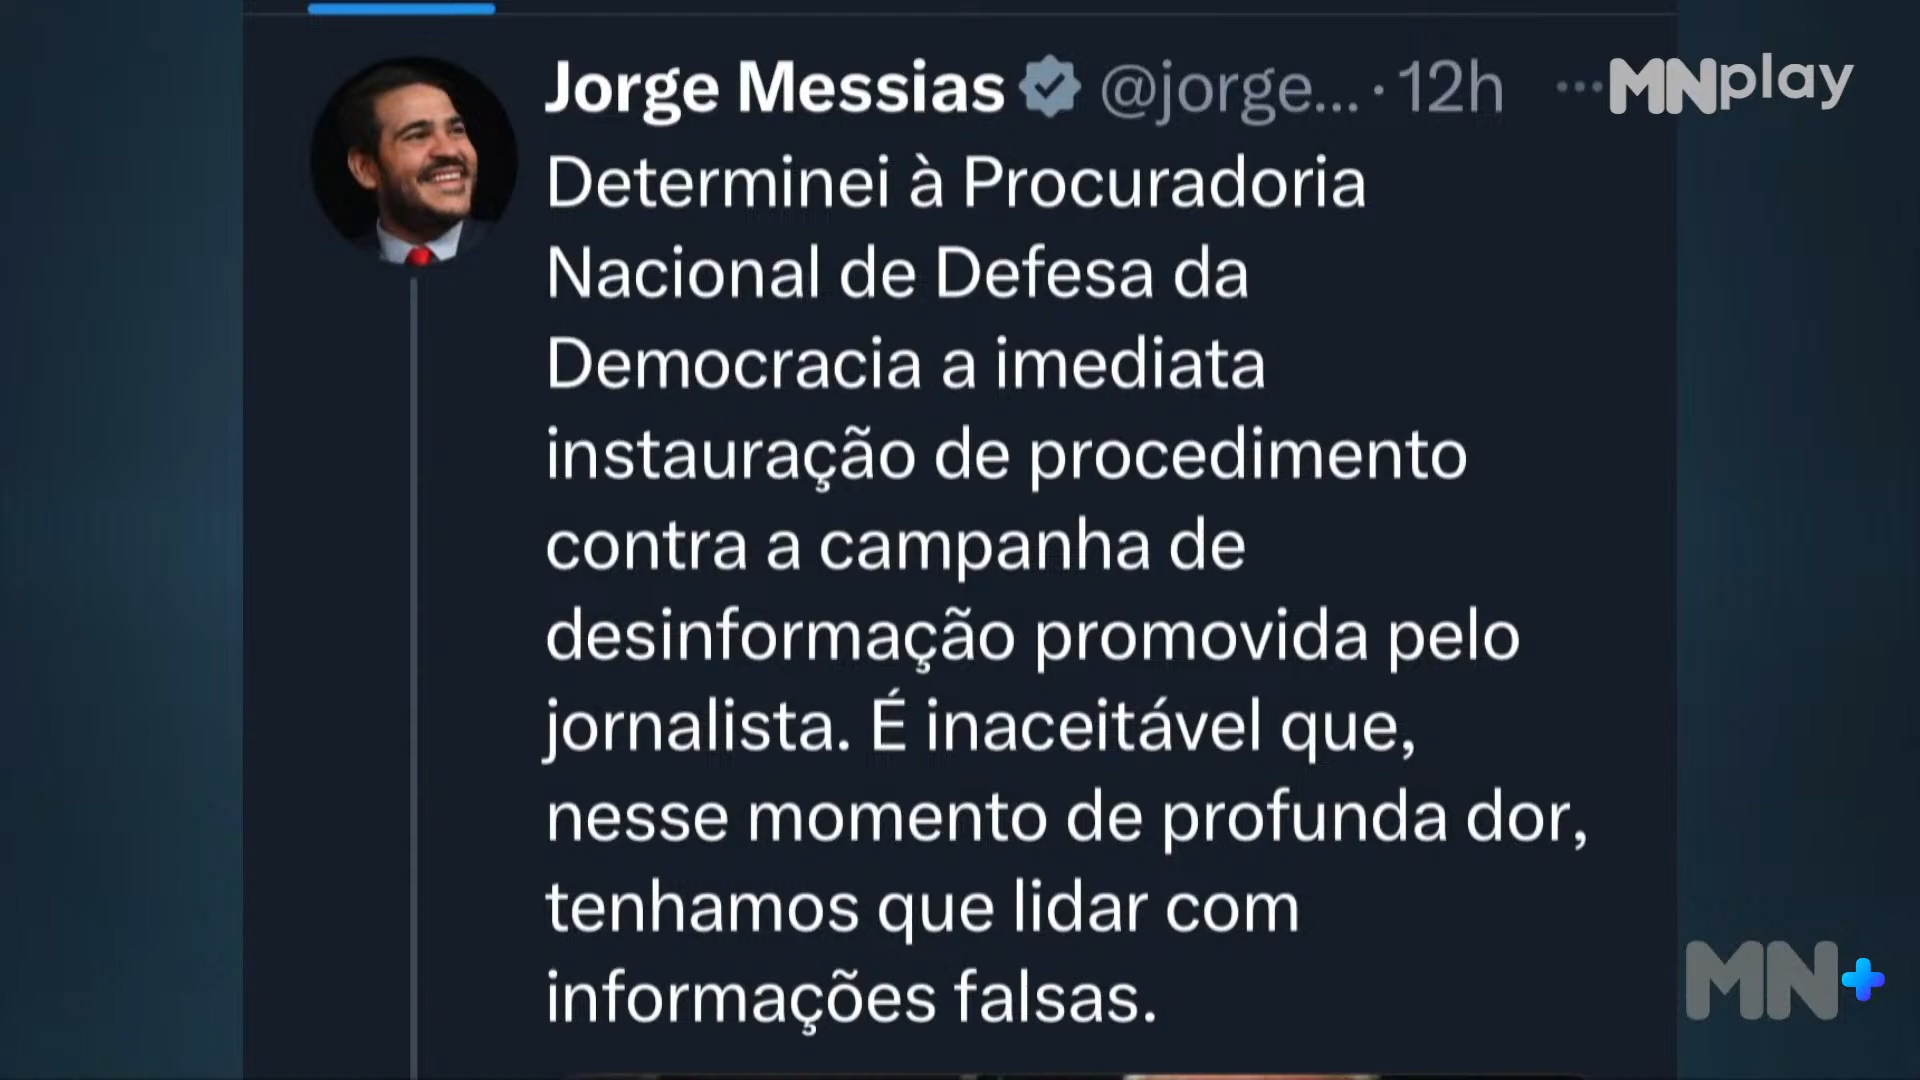 Jorge Messias @jorge... · 12h ...
MNplay
Determinei à Procuradoria
Nacional de Defesa da
Democracia a imediata
instauração de procedimento
contra a campanha de
desinformação promovida pelo
jornalista. É inaceitável que,
nesse momento de profunda dor,
tenhamos que lidar com
informações falsas.
MN+